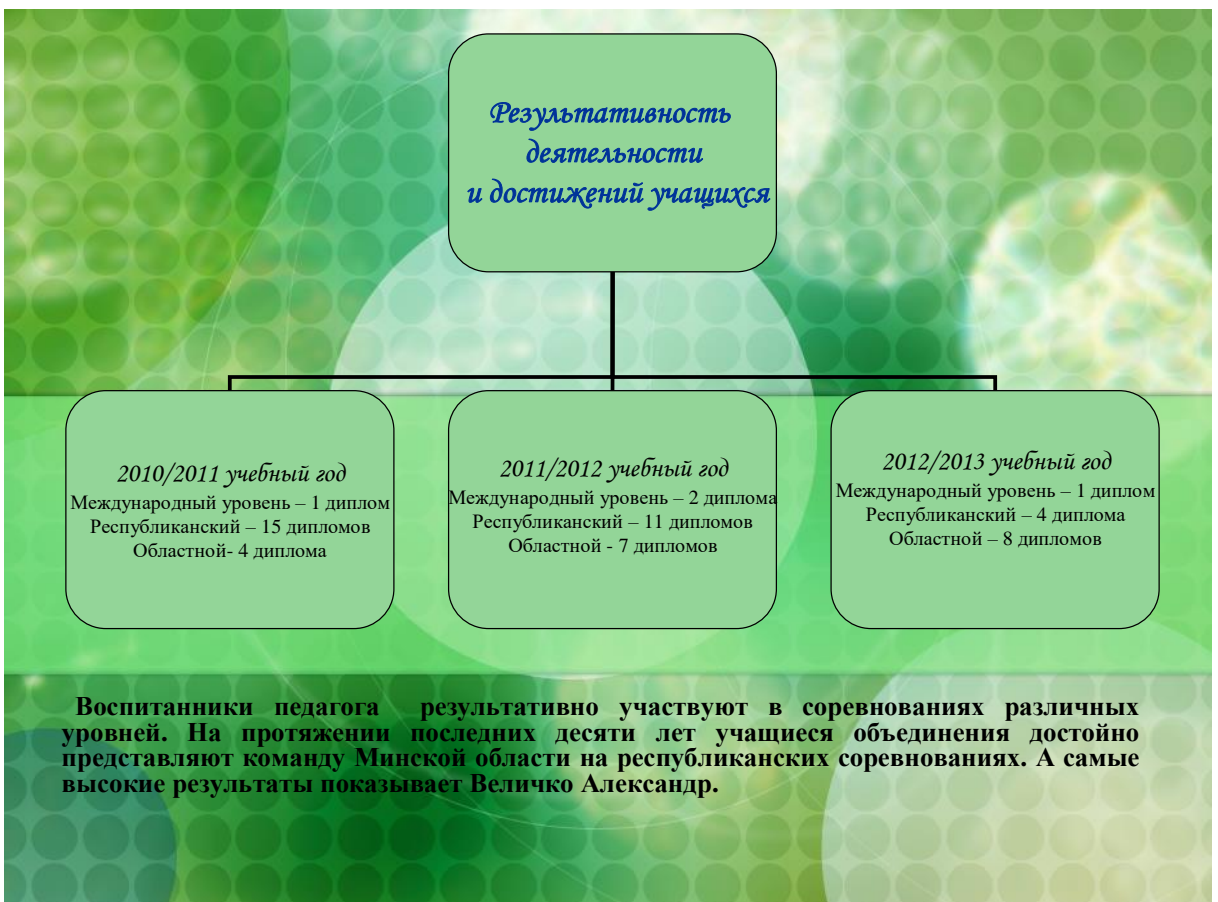 Результативность
деятельности
и достижений учащихся
2010/2011 учебный год
Международный уровень – 1 диплом
Республиканский – 15 дипломов
Областной- 4 диплома
2011/2012 учебный год
Международный уровень – 2 диплома
Республиканский – 11 дипломов
Областной - 7 дипломов
2012/2013 учебный год
Международный уровень – 1 диплом
Республиканский – 4 диплома
Областной – 8 дипломов
Воспитанники педагога результативно участвуют в соревнованиях различных
уровней. На протяжении последних десяти лет учащиеся объединения достойно
представляют команду Минской области на республиканских соревнованиях. А самые
высокие результаты показывает Величко Александр.